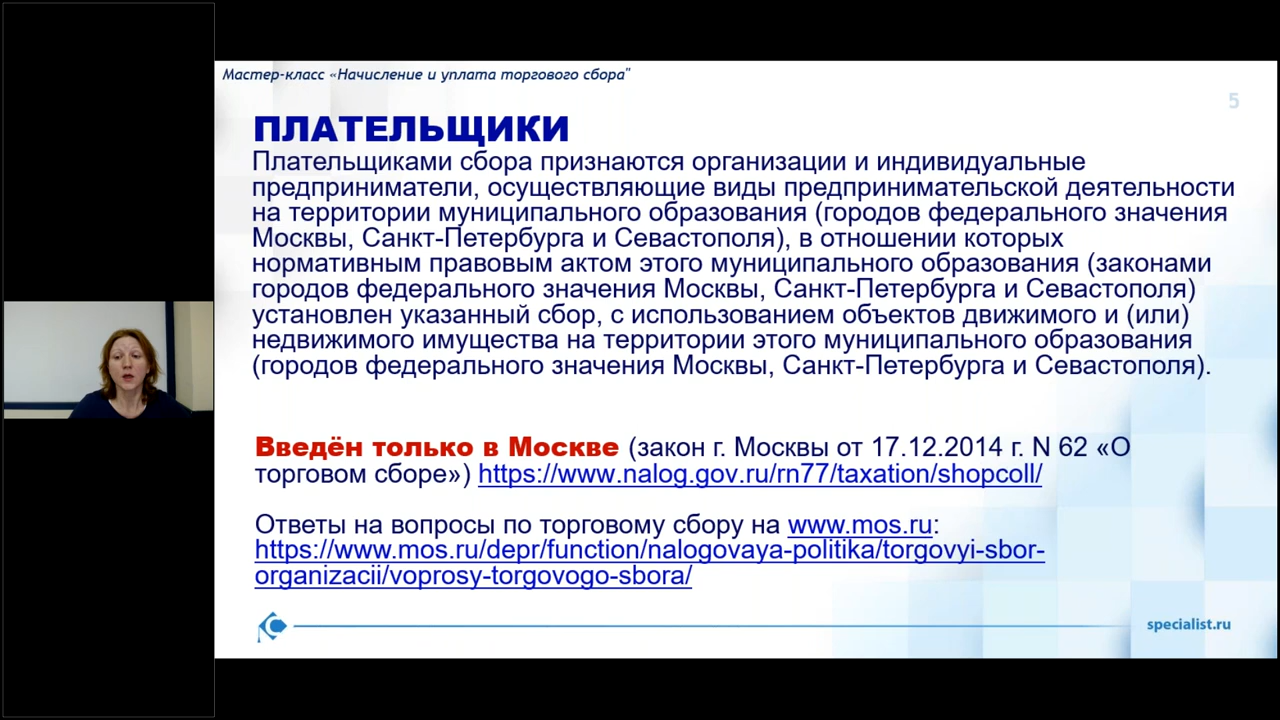 Мастер-класс «Начисление и уплата торгового сбора"
5
ПЛАТЕЛЬЩИКИ
Плательщиками сбора признаются организации и индивидуальные
предприниматели, осуществляющие виды предпринимательской деятельности
на территории муниципального образования (городов федерального значения
Москвы, Санкт-Петербурга и Севастополя), в отношении которых
нормативным правовым актом этого муниципального образования (законами
городов федерального значения Москвы, Санкт-Петербурга и Севастополя)
установлен указанный сбор, с использованием объектов движимого и (или)
недвижимого имущества на территории этого муниципального образования
(городов федерального значения Москвы, Санкт-Петербурга и Севастополя).
Введён только в Москве (закон г. Москвы от 17.12.2014 г. N 62 «О
торговом сборе») https://www.nalog.gov.ru/rn77/taxation/shopcoll/
Ответы на вопросы по торговому сбору на www.mos.ru:
https://www.mos.ru/depr/function/nalogovaya-politika/torgovyi-sbor-
organizacii/voprosy-torgovogo-sbora/
specialist.ru